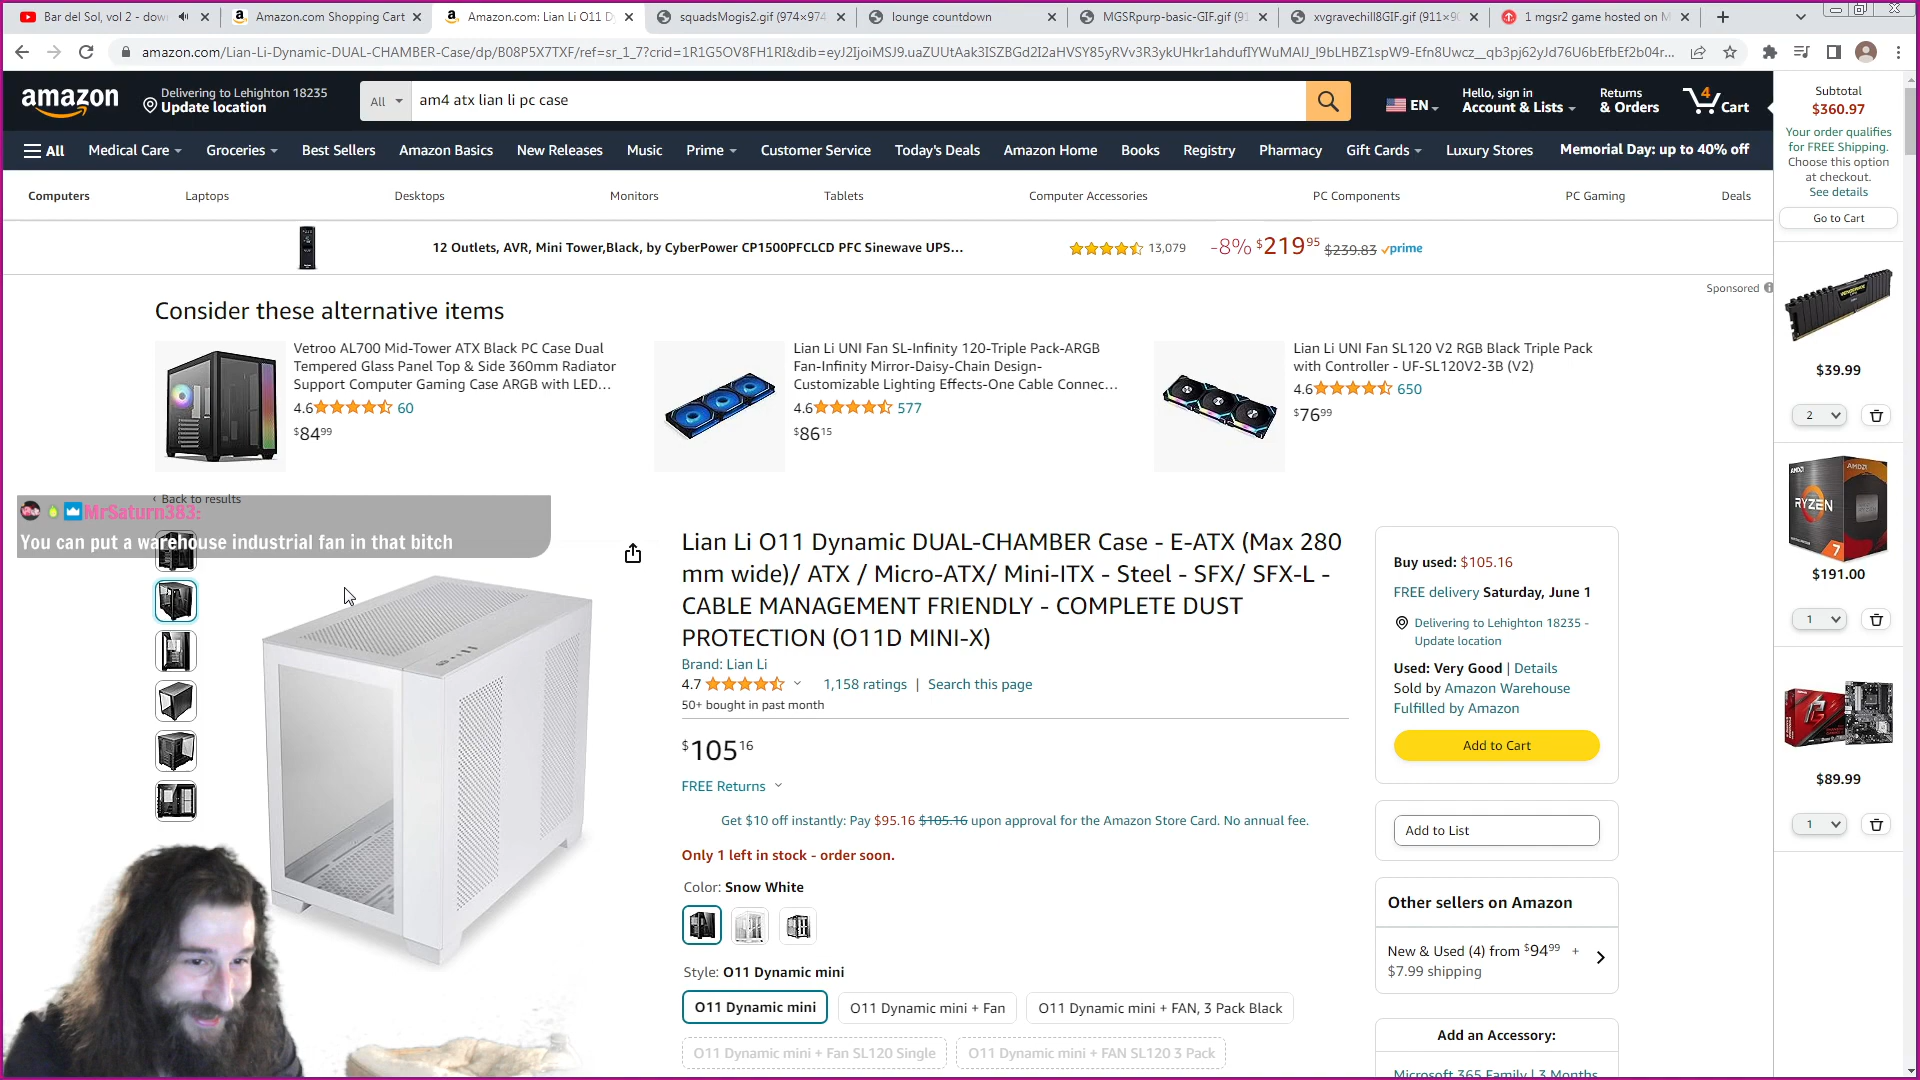 Bar del Sol, vol 2 - dow
Amazon.com Shopping Cart
Amazon.com: Lian Li O11 D
squadsMogis2.gif (974×974
lounge countdown
MGSRpurp-basic-GIF.gif (91
xvgravechill8GIF.gif (911×9
1 mgsr2 game hosted on M
amazon
Delivering to Lehighton 18235
Update location
All
am4 atx lian li pc case
EN
Hello, sign in
Account & Lists
Returns
& Orders
4
Cart
All
Medical Care
Groceries
Best Sellers
Amazon Basics
New Releases
Music
Prime
Customer Service
Today's Deals
Amazon Home
Books
Registry
Pharmacy
Gift Cards
Luxury Stores
Memorial Day: up to 40% off
Computers
Laptops
Desktops
Monitors
Tablets
Computer Accessories
PC Components
PC Gaming
Deals
12 Outlets, AVR, Mini Tower,Black, by CyberPower CP1500PFCLCD PFC Sinewave UPS...
13,079
-8% $219 95 $239.83 prime
Sponsored
Consider these alternative items
Vetroo AL700 Mid-Tower ATX Black PC Case Dual
Tempered Glass Panel Top & Side 360mm Radiator
Support Computer Gaming Case ARGB with LED...
4.6 60
$84 99
Lian Li UNI Fan SL-Infinity 120-Triple Pack-ARGB
Fan-Infinity Mirror-Daisy-Chain Design-
Customizable Lighting Effects-One Cable Connec...
4.6 577
$86 15
Lian Li UNI Fan SL120 V2 RGB Black Triple Pack
with Controller - UF-SL120V2-3B (V2)
4.6 650
$76 99
‹ Back to results
MrSaturn383:
You can put a warehouse industrial fan in that bitch
Lian Li O11 Dynamic DUAL-CHAMBER Case - E-ATX (Max 280
mm wide)/ ATX / Micro-ATX/ Mini-ITX - Steel - SFX/ SFX-L -
CABLE MANAGEMENT FRIENDLY - COMPLETE DUST
PROTECTION (O11D MINI-X)
Brand: Lian Li
4.7 1,158 ratings | Search this page
50+ bought in past month
$105 16
FREE Returns
Get $10 off instantly: Pay $95.16 $105.16 upon approval for the Amazon Store Card. No annual fee.
Only 1 left in stock - order soon.
Color: Snow White
Style: O11 Dynamic mini
O11 Dynamic mini
O11 Dynamic mini + Fan
O11 Dynamic mini + FAN, 3 Pack Black
O11 Dynamic mini + Fan SL120 Single
O11 Dynamic mini + FAN SL120 3 Pack
Buy used: $105.16
FREE delivery Saturday, June 1
Delivering to Lehighton 18235 -
Update location
Used: Very Good | Details
Sold by Amazon Warehouse
Fulfilled by Amazon
Add to Cart
Add to List
Other sellers on Amazon
New & Used (4) from $94 99 +
$7.99 shipping
Add an Accessory:
Microsoft 365 Family | 3 Months
Subtotal
$360.97
Your order qualifies
for FREE Shipping.
Choose this option
at checkout.
See details
Go to Cart
$39.99
2
AMD RYZEN 7
$191.00
1
$89.99
1